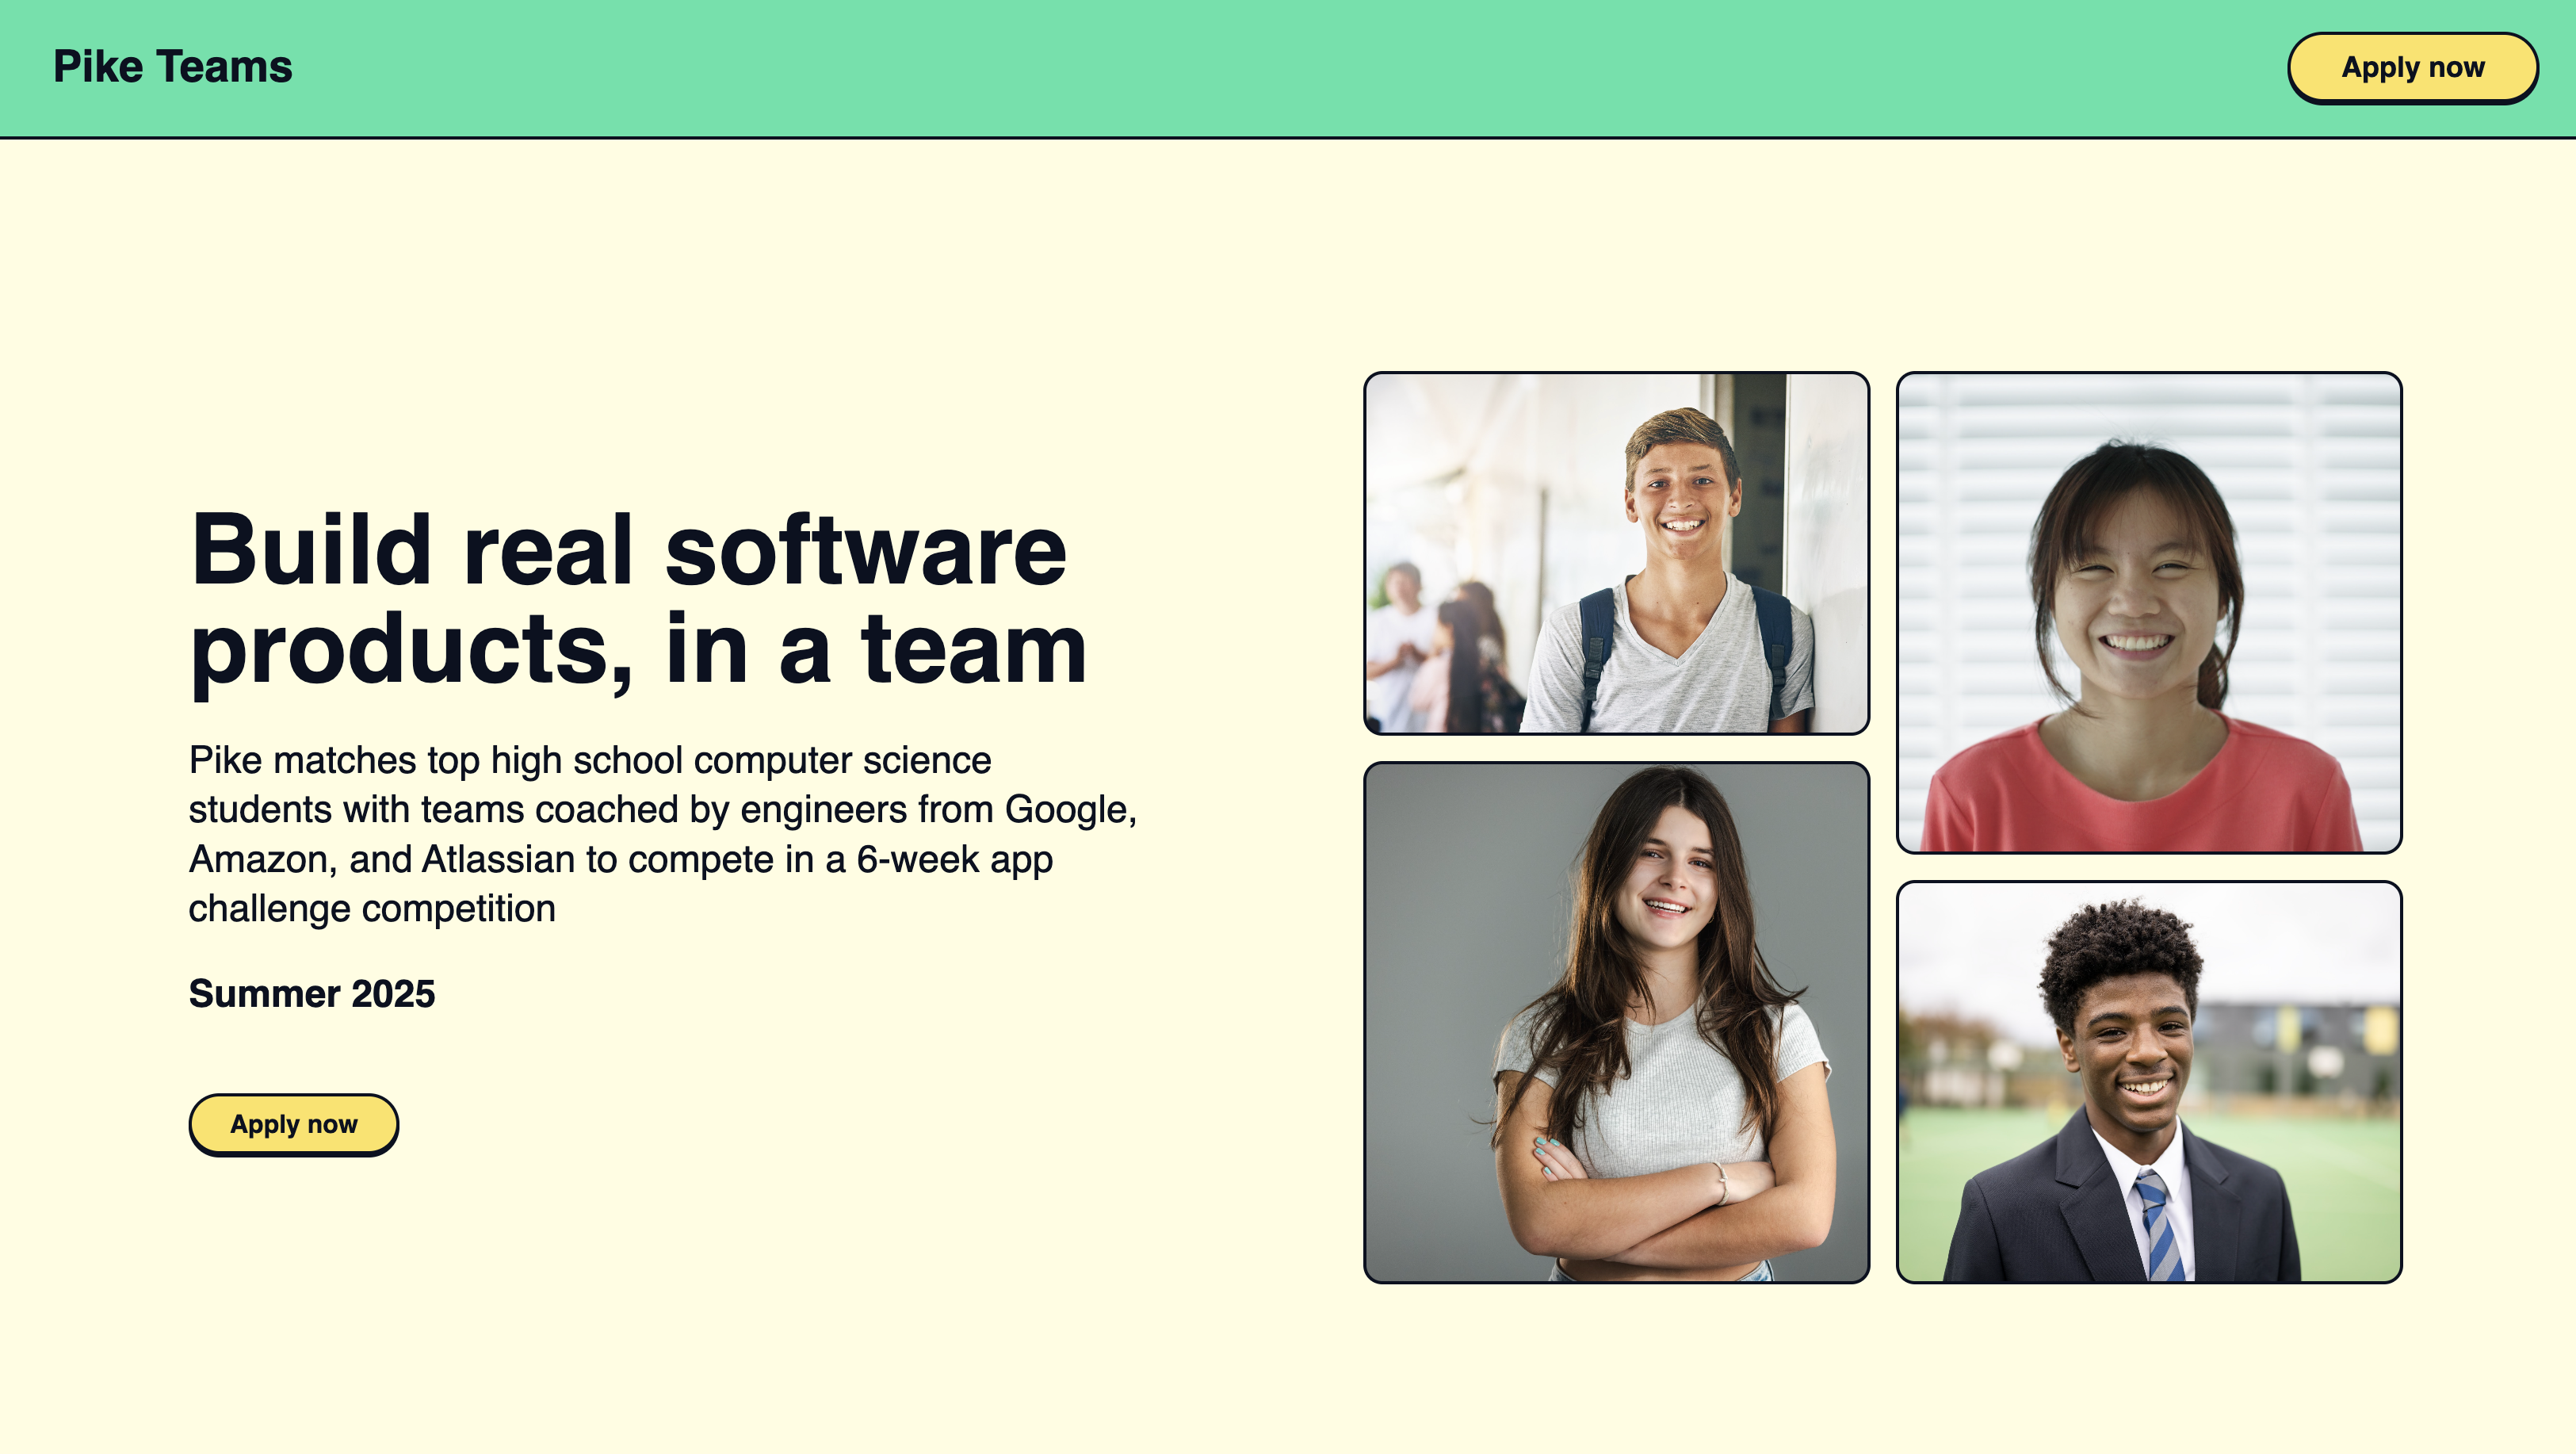 Pike Teams
Apply now
Build real software
products, in a team
Pike matches top high school computer science
students with teams coached by engineers from Google,
Amazon, and Atlassian to compete in a 6-week app
challenge competition
Summer 2025
Apply now